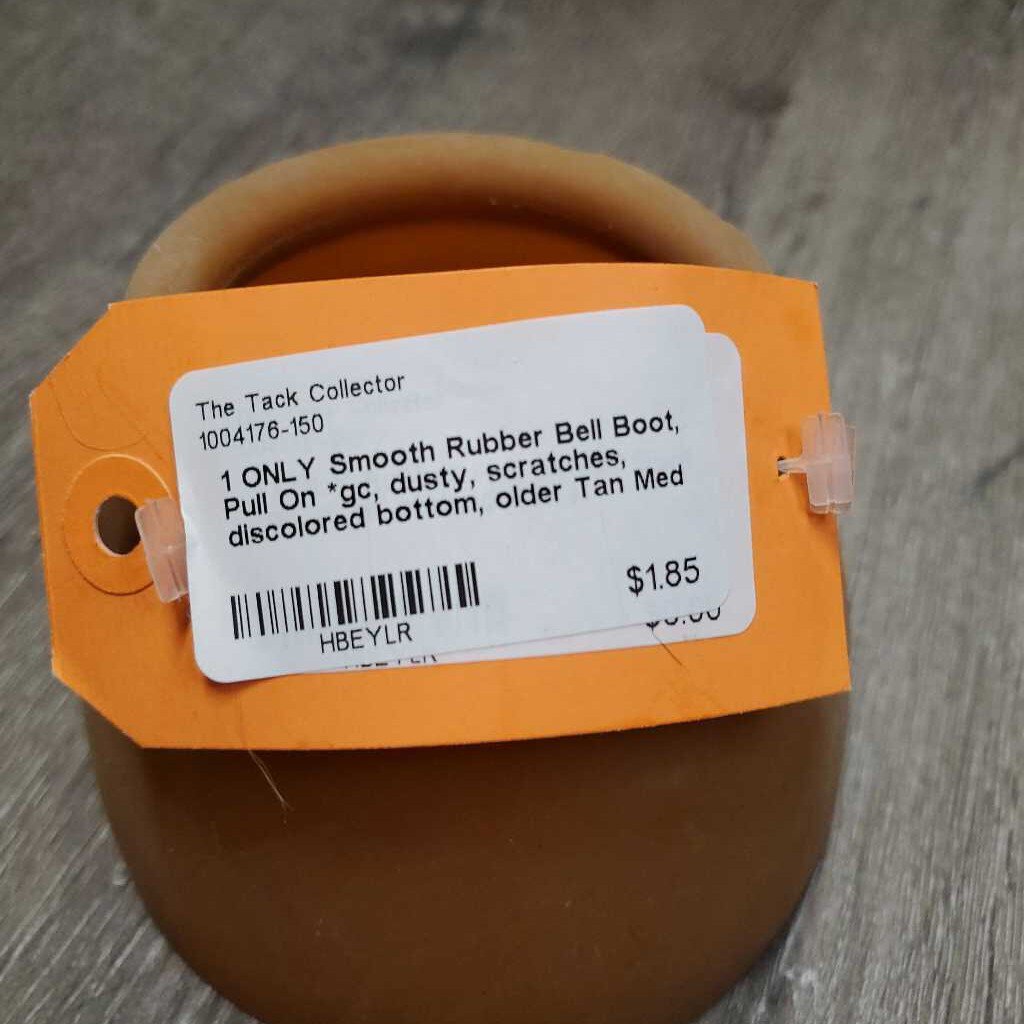 The Tack Collector
1004176-150
1 ONLY Smooth Rubber Bell Boot,
Pull On *gc, dusty, scratches,
discolored bottom, older Tan Med
$1.85
HBEYLR